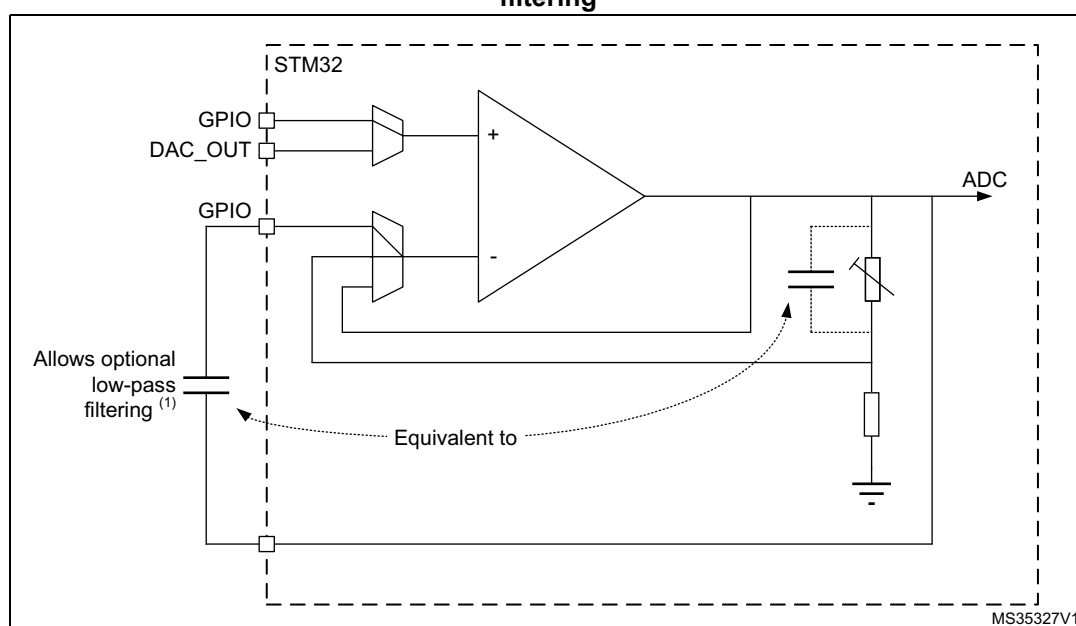 filtering
STM32
GPIO
DAC_OUT
+
ADC
GPIO
-
Allows optional
low-pass
filtering (1)
Equivalent to
MS35327V1